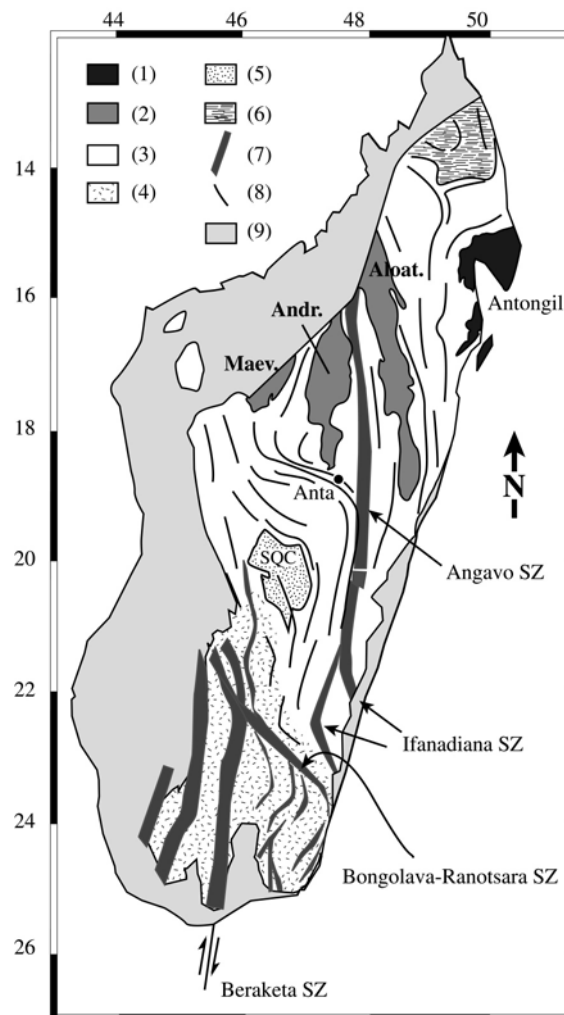 44 46 48 50
(1) (5)
(2) (6)
(3) (7)
(4) (8)
(9)
14
Aloat.
16
Antongil
Andr.
Maev.
18
Anta
N
SQC
20
Angavo SZ
22
Ifanadiana SZ
24
Bongolava-Ranotsara SZ
26
Beraketa SZ